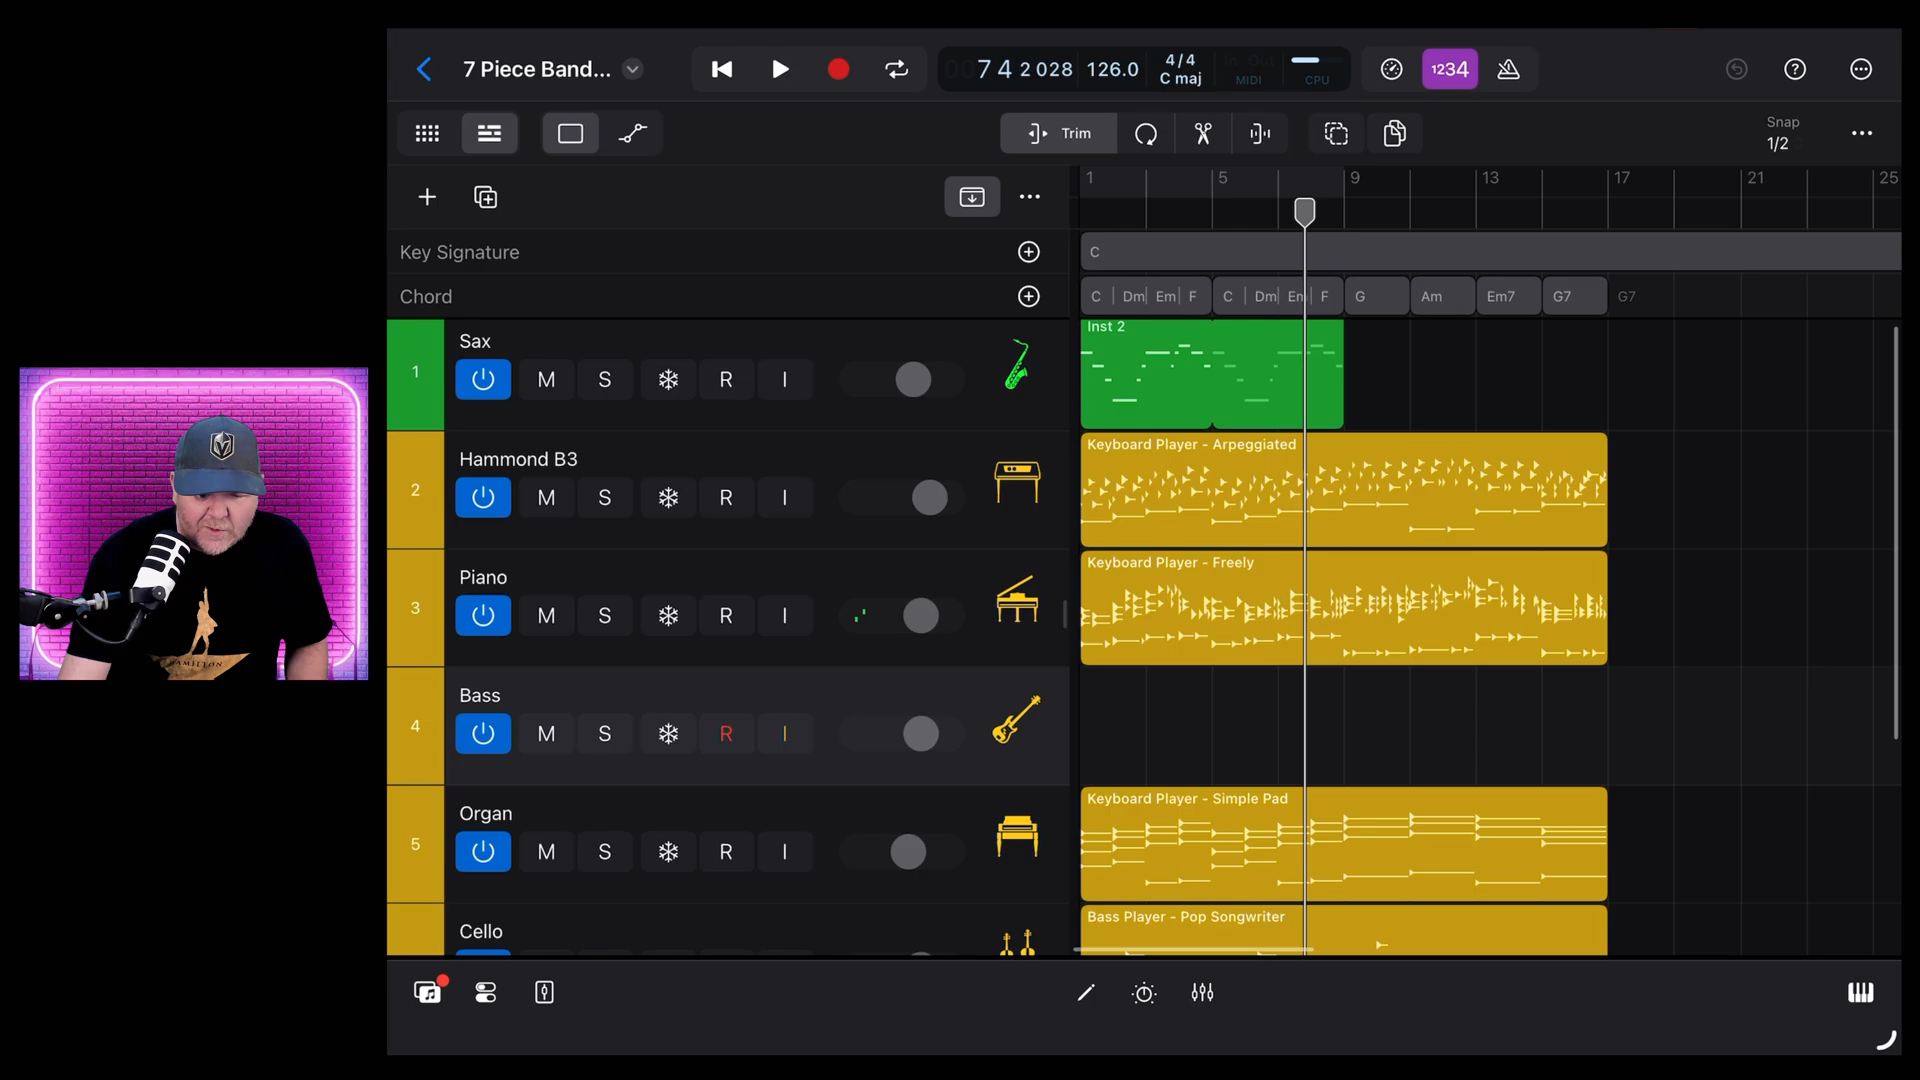 7 Piece Band...
7 4 2 028
126.0
4/4
C maj
In Out
MIDI
CPU
1234
Trim
Snap
1/2
1 5 9 13 17 21 25
Key Signature
C
Chord
C Dm Em F C Dm Em F G Am Em7 G7 G7
1
Sax
M S R I
Inst 2
2
Hammond B3
M S R I
Keyboard Player - Arpeggiated
3
Piano
M S R I
Keyboard Player - Freely
4
Bass
M S R I
5
Organ
M S R I
Keyboard Player - Simple Pad
Cello
Bass Player - Pop Songwriter
HAMILTON